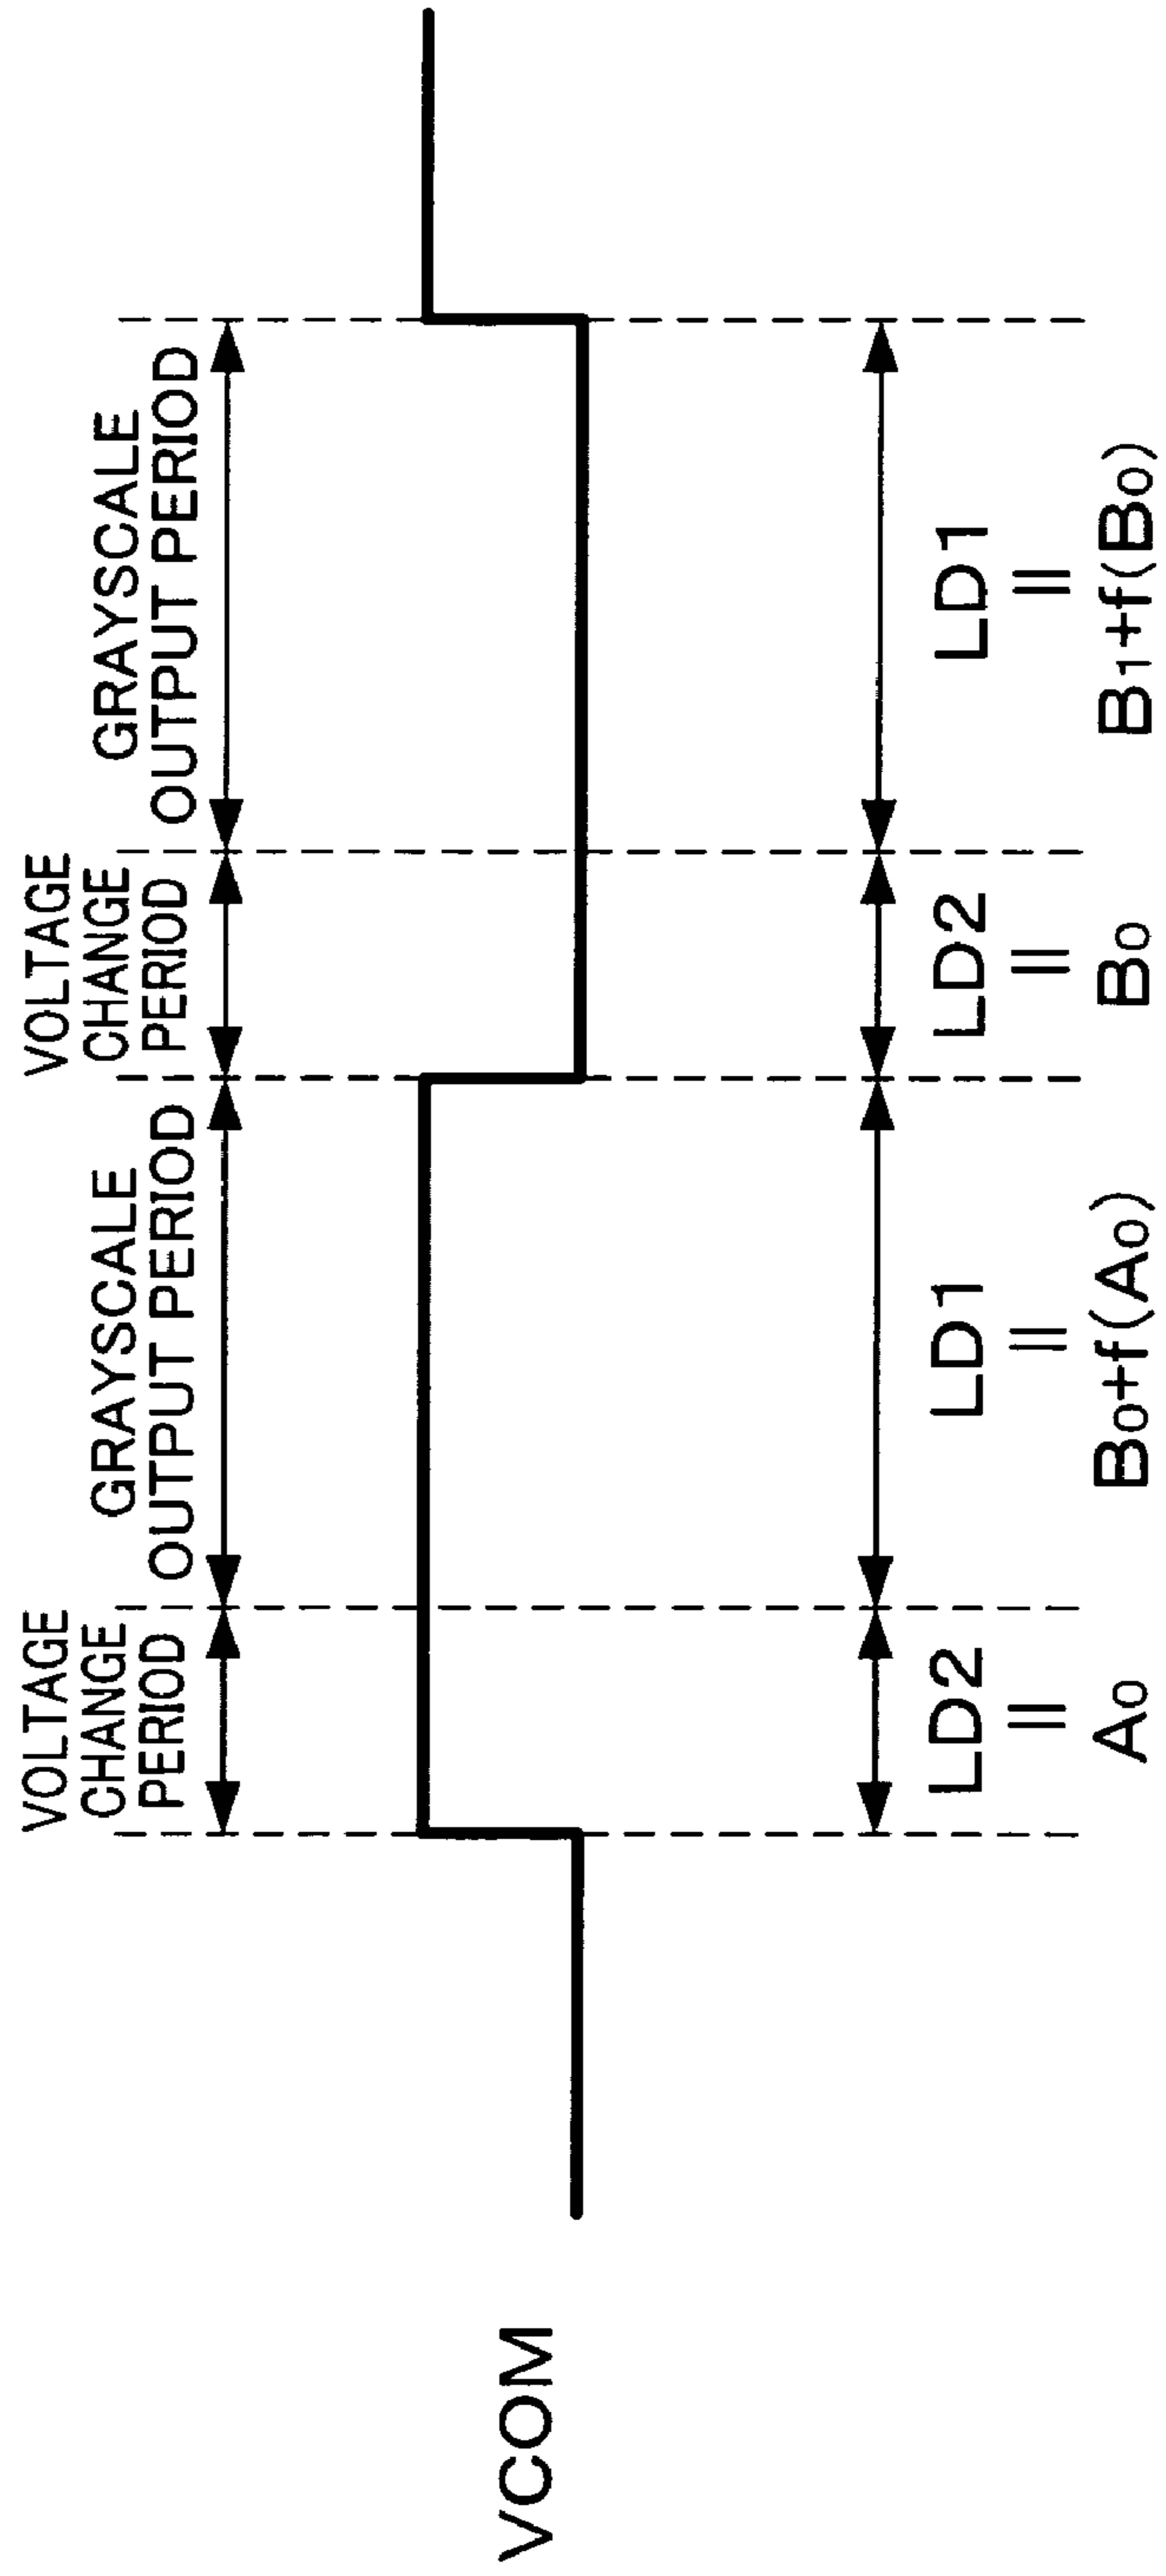 VOLTAGE
CHANGE
PERIOD
GRAYSCALE
OUTPUT PERIOD
VOLTAGE
CHANGE
PERIOD
GRAYSCALE
OUTPUT PERIOD
VCOM
LD2
=
A₀
LD1
=
B₀+f(A₀)
LD2
=
B₀
LD1
=
B₁+f(B₀)